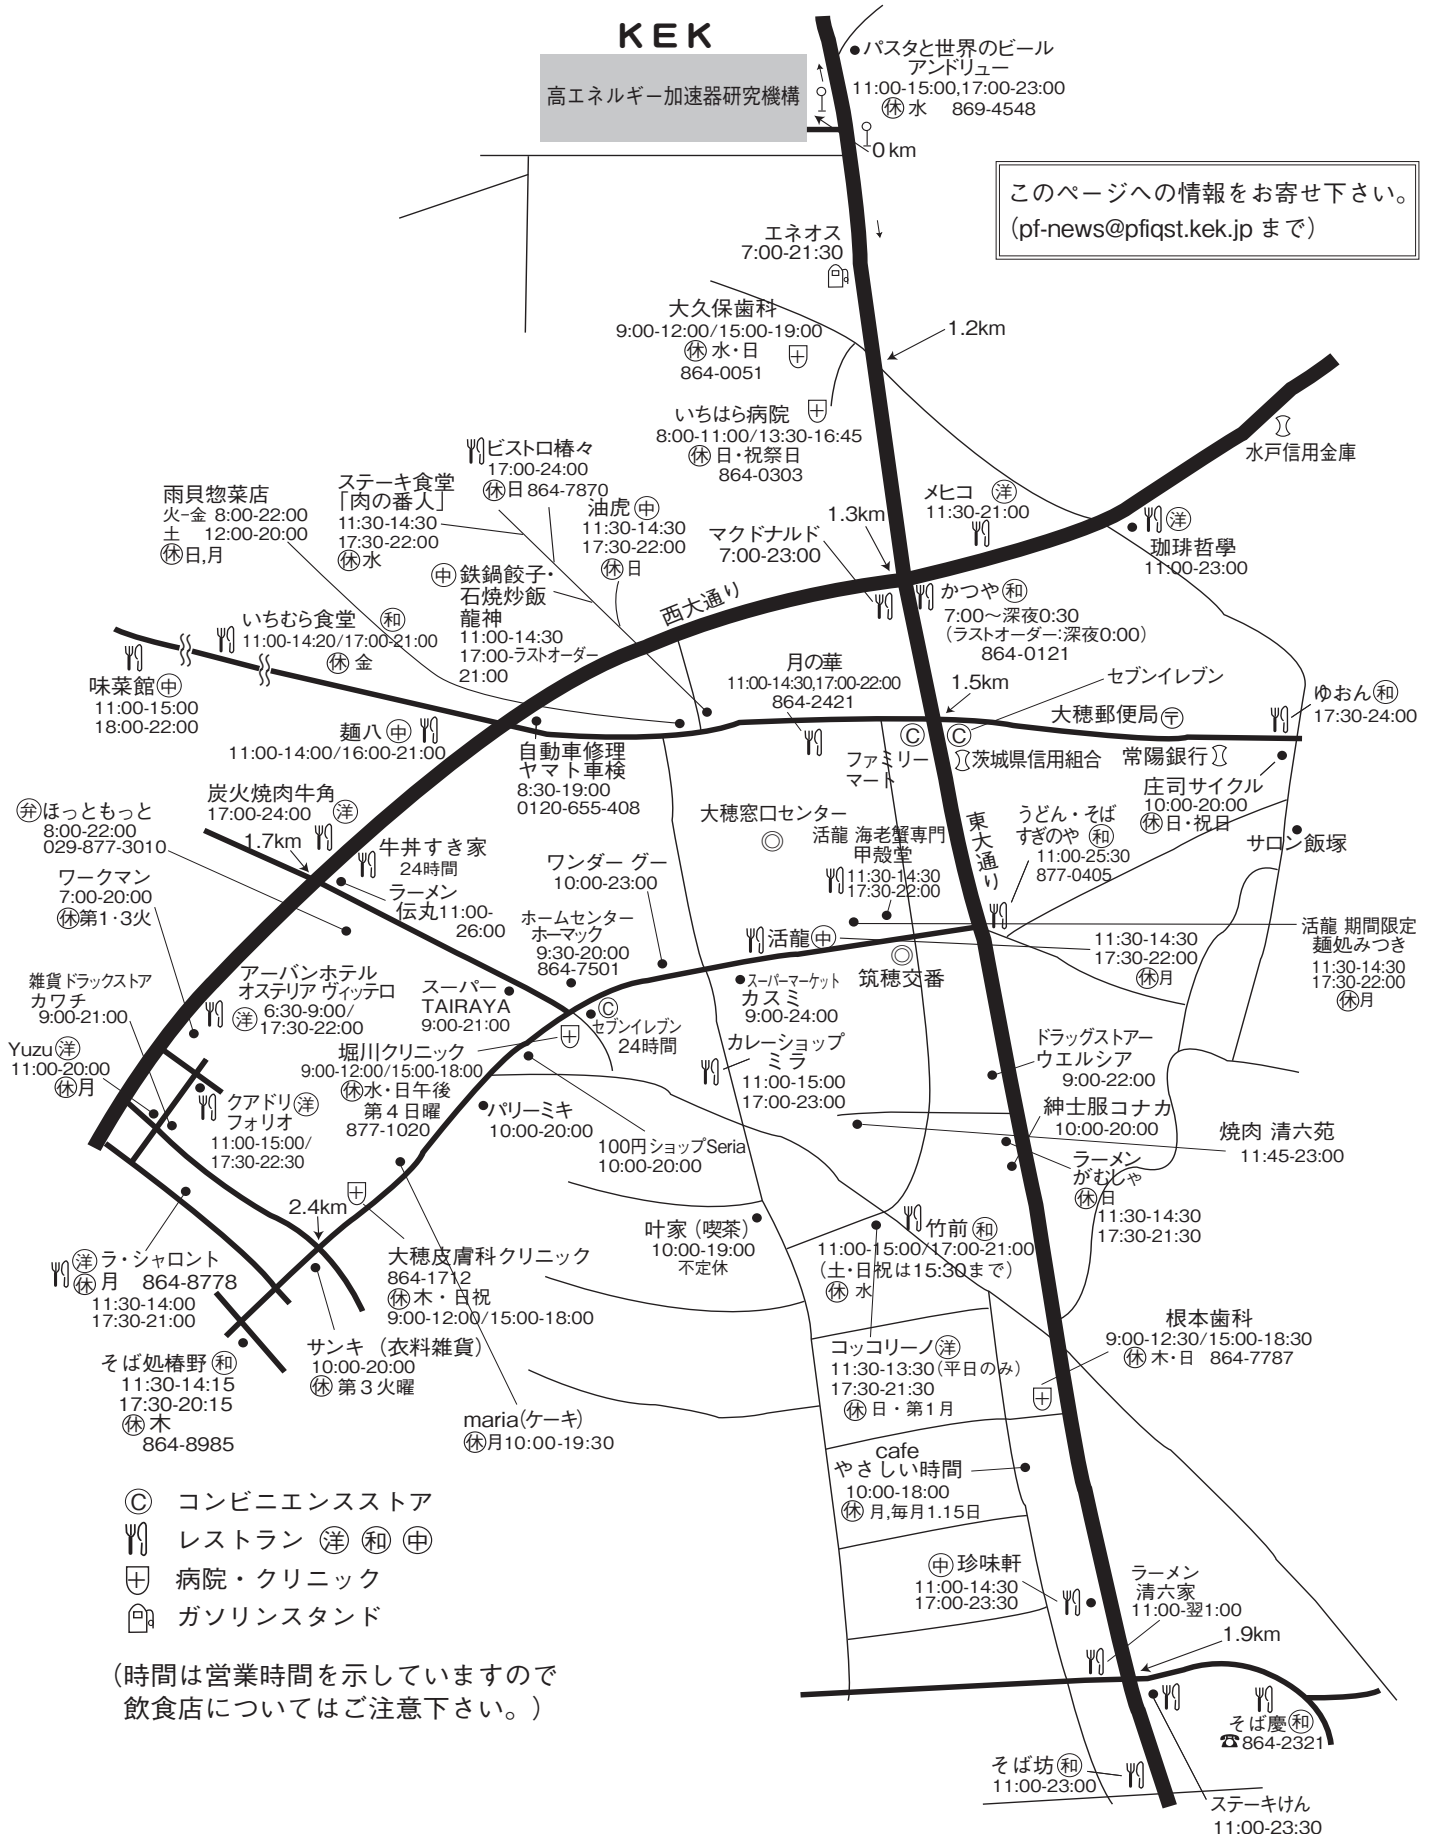 KEK
高エネルギー加速器研究機構
パスタと世界のビール
アンドリュー
11:00-15:00,17:00-23:00
㊡水 869-4548
0 km
このページへの情報をお寄せ下さい。
(pf-news@pfiqst.kek.jp まで)
エネオス
7:00-21:30
大久保歯科
9:00-12:00/15:00-19:00
㊡水・日
864-0051
1.2km
いちはら病院
8:00-11:00/13:30-16:45
㊡日・祝祭日
864-0303
水戸信用金庫
ビストロ椿々
17:00-24:00
㊡日 864-7870
ステーキ食堂
「肉の番人」
11:30-14:30
17:30-22:00
㊡水
雨貝惣菜店
火-金 8:00-22:00
土 12:00-20:00
㊡日,月
油虎㊥
11:30-14:30
17:30-22:00
㊡日
マクドナルド
7:00-23:00
1.3km
メヒコ 洋
11:30-21:00
洋
珈琲哲學
11:00-23:00
㊥鉄鍋餃子・
石焼炒飯
龍神
11:00-14:30
17:00-ラストオーダー
21:00
西大通り
かつや和
7:00～深夜0:30
(ラストオーダー:深夜0:00)
864-0121
いちむら食堂 和
11:00-14:20/17:00-21:00
㊡金
味菜館㊥
11:00-15:00
18:00-22:00
麺八㊥
11:00-14:00/16:00-21:00
自動車修理
ヤマト車検
8:30-19:00
0120-655-408
月の華
11:00-14:30,17:00-22:00
864-2421
1.5km
セブンイレブン
ゆおん和
17:30-24:00
大穂郵便局〒
Ⓒ
ファミリー
マート
Ⓒ
茨城県信用組合
常陽銀行
庄司サイクル
10:00-20:00
㊡日・祝日
サロン飯塚
炭火焼肉牛角
17:00-24:00 洋
1.7km
弁ほっともっと
8:00-22:00
029-877-3010
牛丼すき家
24時間
ラーメン
伝丸11:00-
26:00
ワークマン
7:00-20:00
㊡第1・3火
ワンダー グー
10:00-23:00
ホームセンター
ホーマック
9:30-20:00
864-7501
大穂窓口センター
活龍 海老蟹専門
甲殻堂
11:30-14:30
17:30-22:00
東大通り
うどん・そば
すぎのや 和
11:00-25:30
877-0405
活龍㊥
11:30-14:30
17:30-22:00
㊡月
活龍 期間限定
麺処みつき
11:30-14:30
17:30-22:00
㊡月
筑穂交番
雑貨 ドラックストア
カワチ
9:00-21:00
アーバンホテル
オステリア ヴィッテロ
洋 6:30-9:00/
17:30-22:00
スーパー
TAIRAYA
9:00-21:00
Ⓒ
セブンイレブン
24時間
スーパーマーケット
カスミ
9:00-24:00
Yuzu洋
11:00-20:00
㊡月
堀川クリニック
9:00-12:00/15:00-18:00
㊡水・日午後
第４日曜
877-1020
カレーショップ
ミラ
11:00-15:00
17:00-23:00
ドラッグストアー
ウエルシア
9:00-22:00
紳士服コナカ
10:00-20:00
クアドリ洋
フォリオ
11:00-15:00/
17:30-22:30
パリーミキ
10:00-20:00
100円ショップSeria
10:00-20:00
焼肉 清六苑
11:45-23:00
ラーメン
がむしゃ
㊡日
11:30-14:30
17:30-21:30
2.4km
洋ラ・シャロント
㊡月 864-8778
11:30-14:00
17:30-21:00
大穂皮膚科クリニック
864-1712
㊡木・日祝
9:00-12:00/15:00-18:00
叶家(喫茶)
10:00-19:00
不定休
竹前和
11:00-15:00/17:00-21:00
(土・日祝は15:30まで)
㊡水
そば処椿野和
11:30-14:15
17:30-20:15
㊡木
864-8985
サンキ (衣料雑貨)
10:00-20:00
㊡第３火曜
コッコリーノ洋
11:30-13:30(平日のみ)
17:30-21:30
㊡日・第1月
根本歯科
9:00-12:30/15:00-18:30
㊡木・日 864-7787
maria(ケーキ)
㊡月10:00-19:30
cafe
やさしい時間
10:00-18:00
㊡月,毎月1.15日
Ⓒ コンビニエンスストア
レストラン 洋 和 ㊥
病院・クリニック
ガソリンスタンド
(時間は営業時間を示していますので
飲食店についてはご注意下さい。)
㊥珍味軒
11:00-14:30
17:00-23:30
ラーメン
清六家
11:00-翌1:00
1.9km
そば慶和
☎864-2321
そば坊和
11:00-23:00
ステーキけん
11:00-23:30